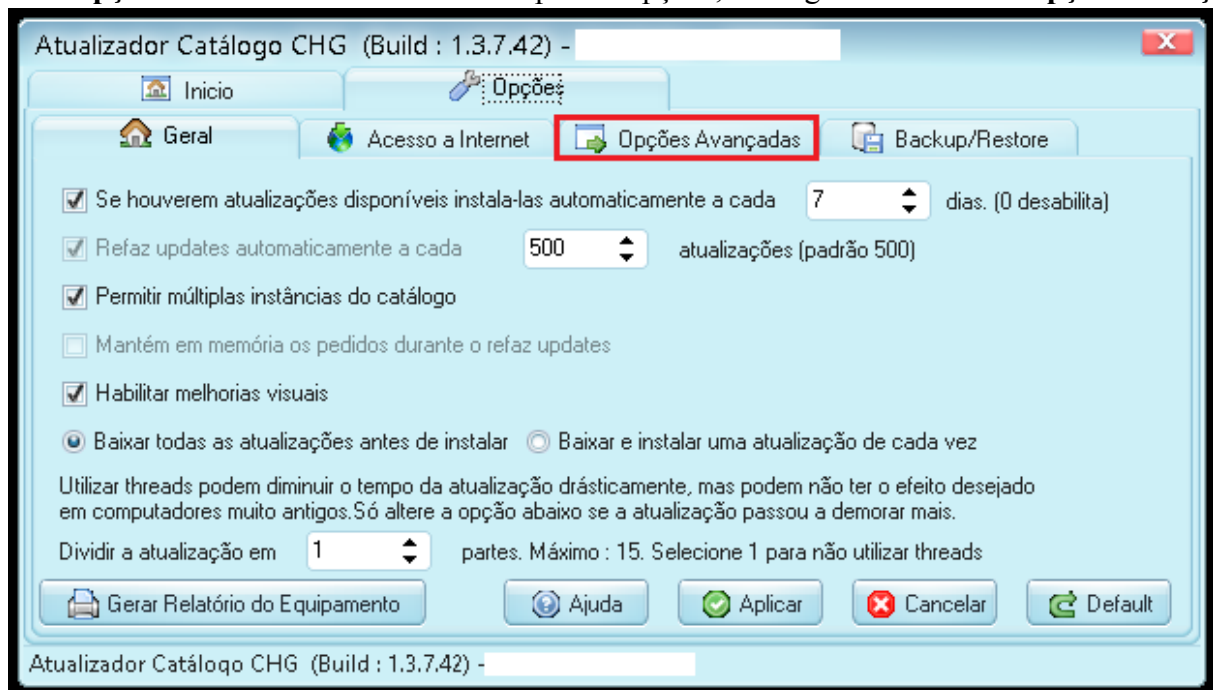 Atualizador Catálogo CHG (Build : 1.3.7.42) -
Inicio Opções
Geral Acesso a Internet Opções Avançadas Backup/Restore
Se houverem atualizações disponíveis instala-las automaticamente a cada 7 dias. (0 desabilita)
Refaz updates automaticamente a cada 500 atualizações (padrão 500)
Permitir múltiplas instâncias do catálogo
Mantém em memória os pedidos durante o refaz updates
Habilitar melhorias visuais
Baixar todas as atualizações antes de instalar Baixar e instalar uma atualização de cada vez
Utilizar threads podem diminuir o tempo da atualização drásticamente, mas podem não ter o efeito desejado
em computadores muito antigos.Só altere a opção abaixo se a atualização passou a demorar mais.
Dividir a atualização em 1 partes. Máximo : 15. Selecione 1 para não utilizar threads
Gerar Relatório do Equipamento Ajuda Aplicar Cancelar Default
Atualizador Catálogo CHG (Build : 1.3.7.42) -